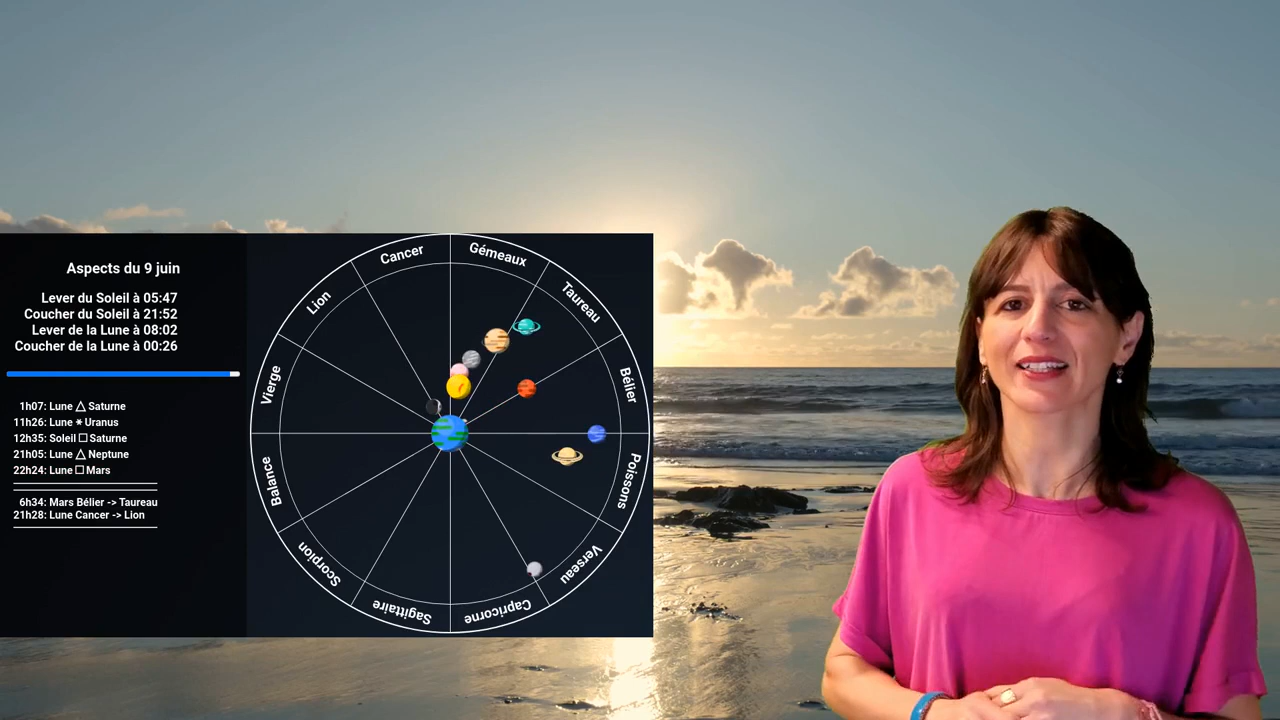 Aspects du 9 juin
Lever du Soleil à 05:47
Coucher du Soleil à 21:52
Lever de la Lune à 08:02
Coucher de la Lune à 00:26
1h07: Lune △ Saturne
11h26: Lune ✶ Uranus
12h35: Soleil □ Saturne
21h05: Lune △ Neptune
22h24: Lune □ Mars
6h34: Mars Bélier -> Taureau
21h28: Lune Cancer -> Lion
Cancer
Gémeaux
Lion
Taureau
Vierge
Bélier
Balance
Poissons
Scorpion
Verseau
Sagittaire
Capricorne